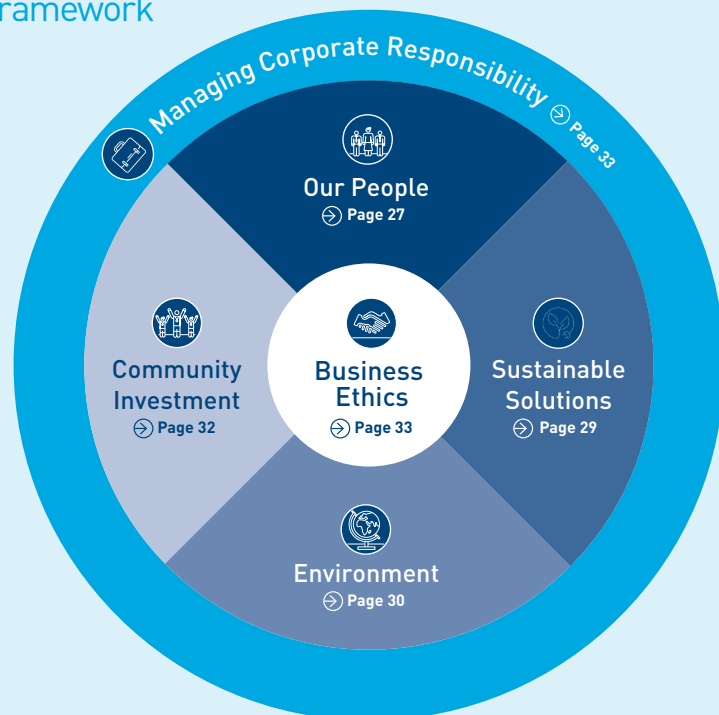 ramework
Managing Corporate Responsibility
Page 33
Our People
Page 27
Community
Investment
Page 32
Business
Ethics
Page 33
Sustainable
Solutions
Page 29
Environment
Page 30